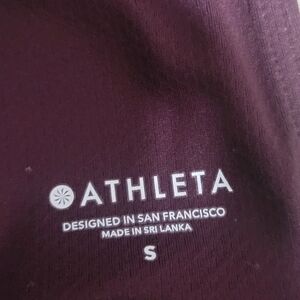 ATHLETA
DESIGNED IN SAN FRANCISCO
MADE IN SRI LANKA
S